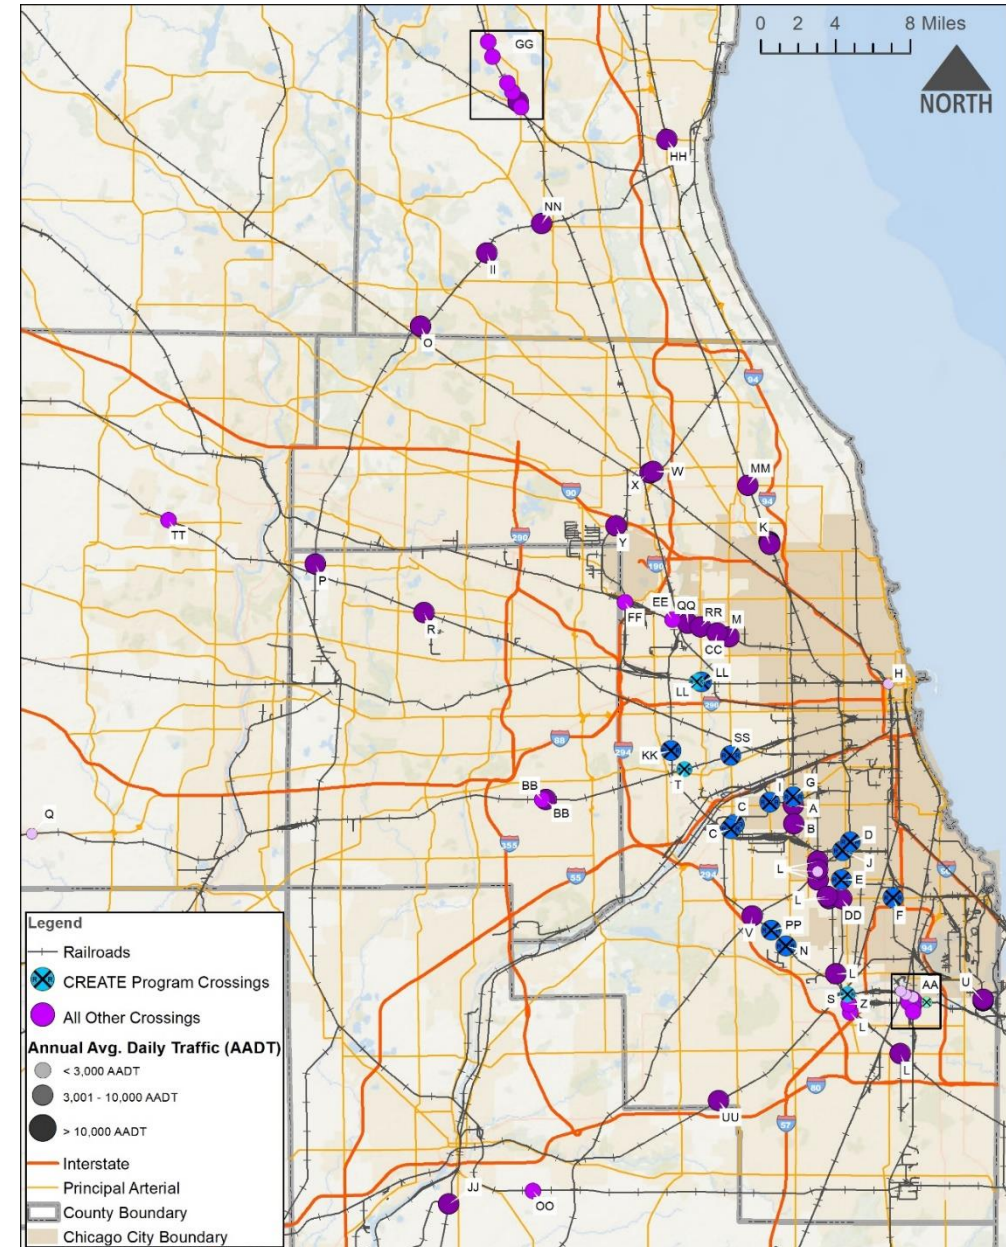 0 2 4 8 Miles
NORTH
GG
HH
NN
II
O
94
MM
W
X
90
94
K
TT
Y
290
190
P
EE QQ RR M
FF
R
CC
LL
H
LL
290
SS
88
294
KK
T
G
BB
I
A
C
Q
BB
B
C
D
355
J
L
55
294
E
L
DD
F
V
PP
N
94
L
AA
U
S
Z
L
L
80
UU
57
JJ
OO
Legend
Railroads
CREATE Program Crossings
All Other Crossings
Annual Avg. Daily Traffic (AADT)
< 3,000 AADT
3,001 - 10,000 AADT
> 10,000 AADT
Interstate
Principal Arterial
County Boundary
Chicago City Boundary